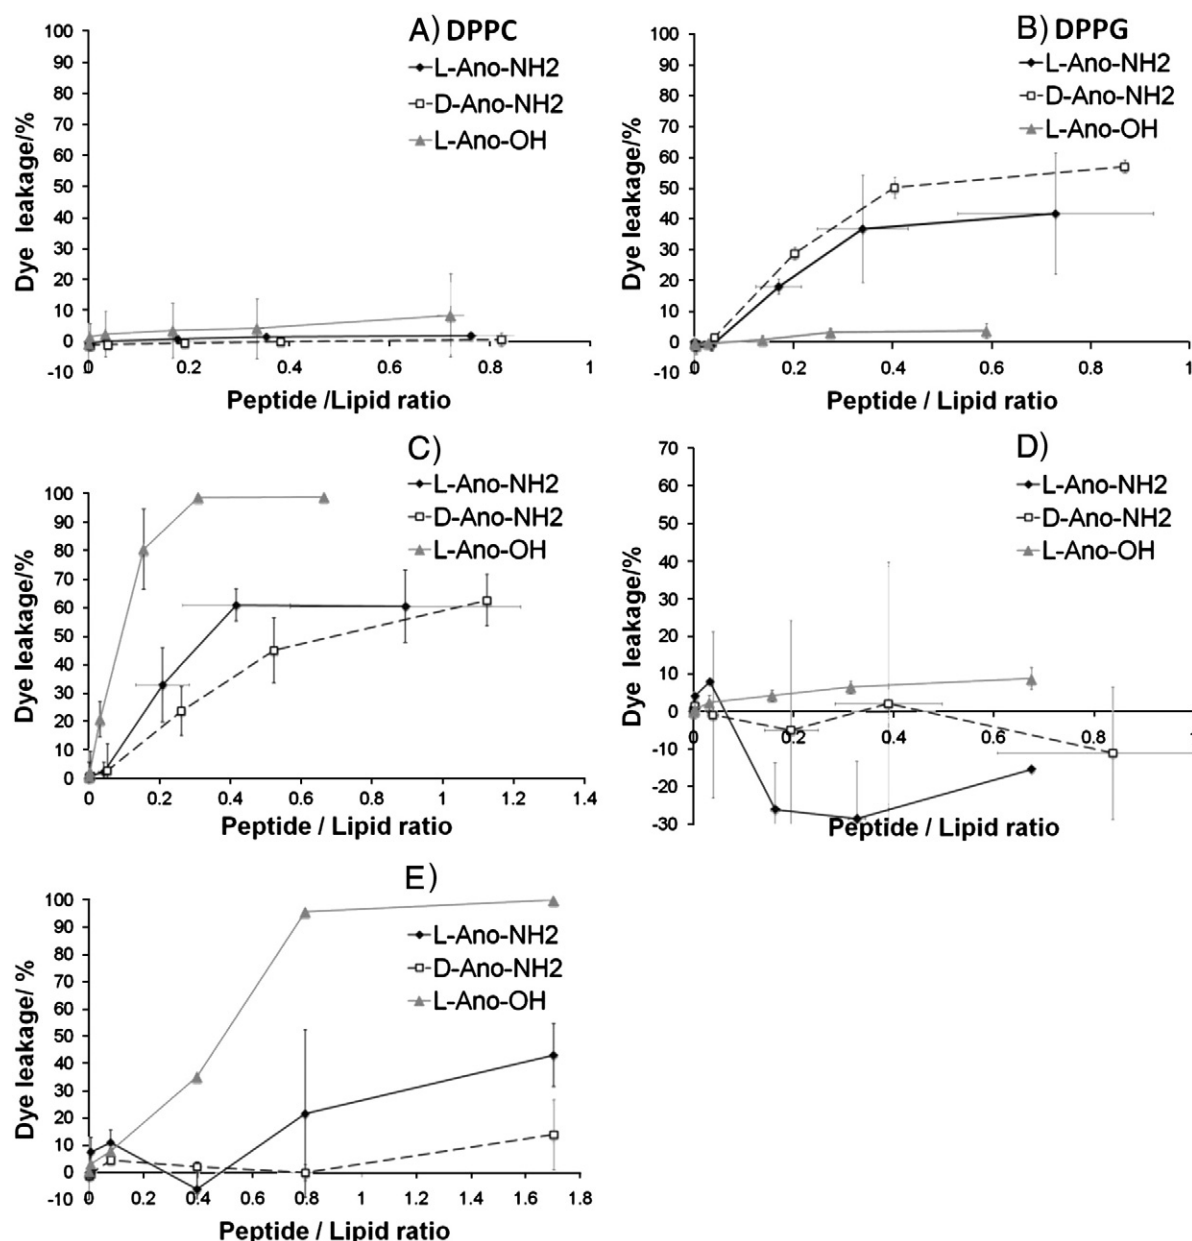 A) DPPC
L-Ano-NH2
D-Ano-NH2
L-Ano-OH
Dye leakage/%
100
90
80
70
60
50
40
30
20
10
0
-10
0 0.2 0.4 0.6 0.8 1
Peptide /Lipid ratio
B) DPPG
L-Ano-NH2
D-Ano-NH2
L-Ano-OH
Dye leakage/%
100
90
80
70
60
50
40
30
20
10
0
-10
0 0.2 0.4 0.6 0.8 1
Peptide / Lipid ratio
C)
L-Ano-NH2
D-Ano-NH2
L-Ano-OH
Dye leakage/%
100
90
80
70
60
50
40
30
20
10
0
0 0.2 0.4 0.6 0.8 1 1.2 1.4
Peptide / Lipid ratio
D)
L-Ano-NH2
D-Ano-NH2
L-Ano-OH
Dye leakage/%
70
60
50
40
30
20
10
0
-10
-20
-30
0 0.2 0.4 0.6 0.8 1
Peptide / Lipid ratio
E)
L-Ano-NH2
D-Ano-NH2
L-Ano-OH
Dye leakage/ %
100
90
80
70
60
50
40
30
20
10
0
-10
0 0.2 0.4 0.6 0.8 1 1.2 1.4 1.6 1.8
Peptide / Lipid ratio